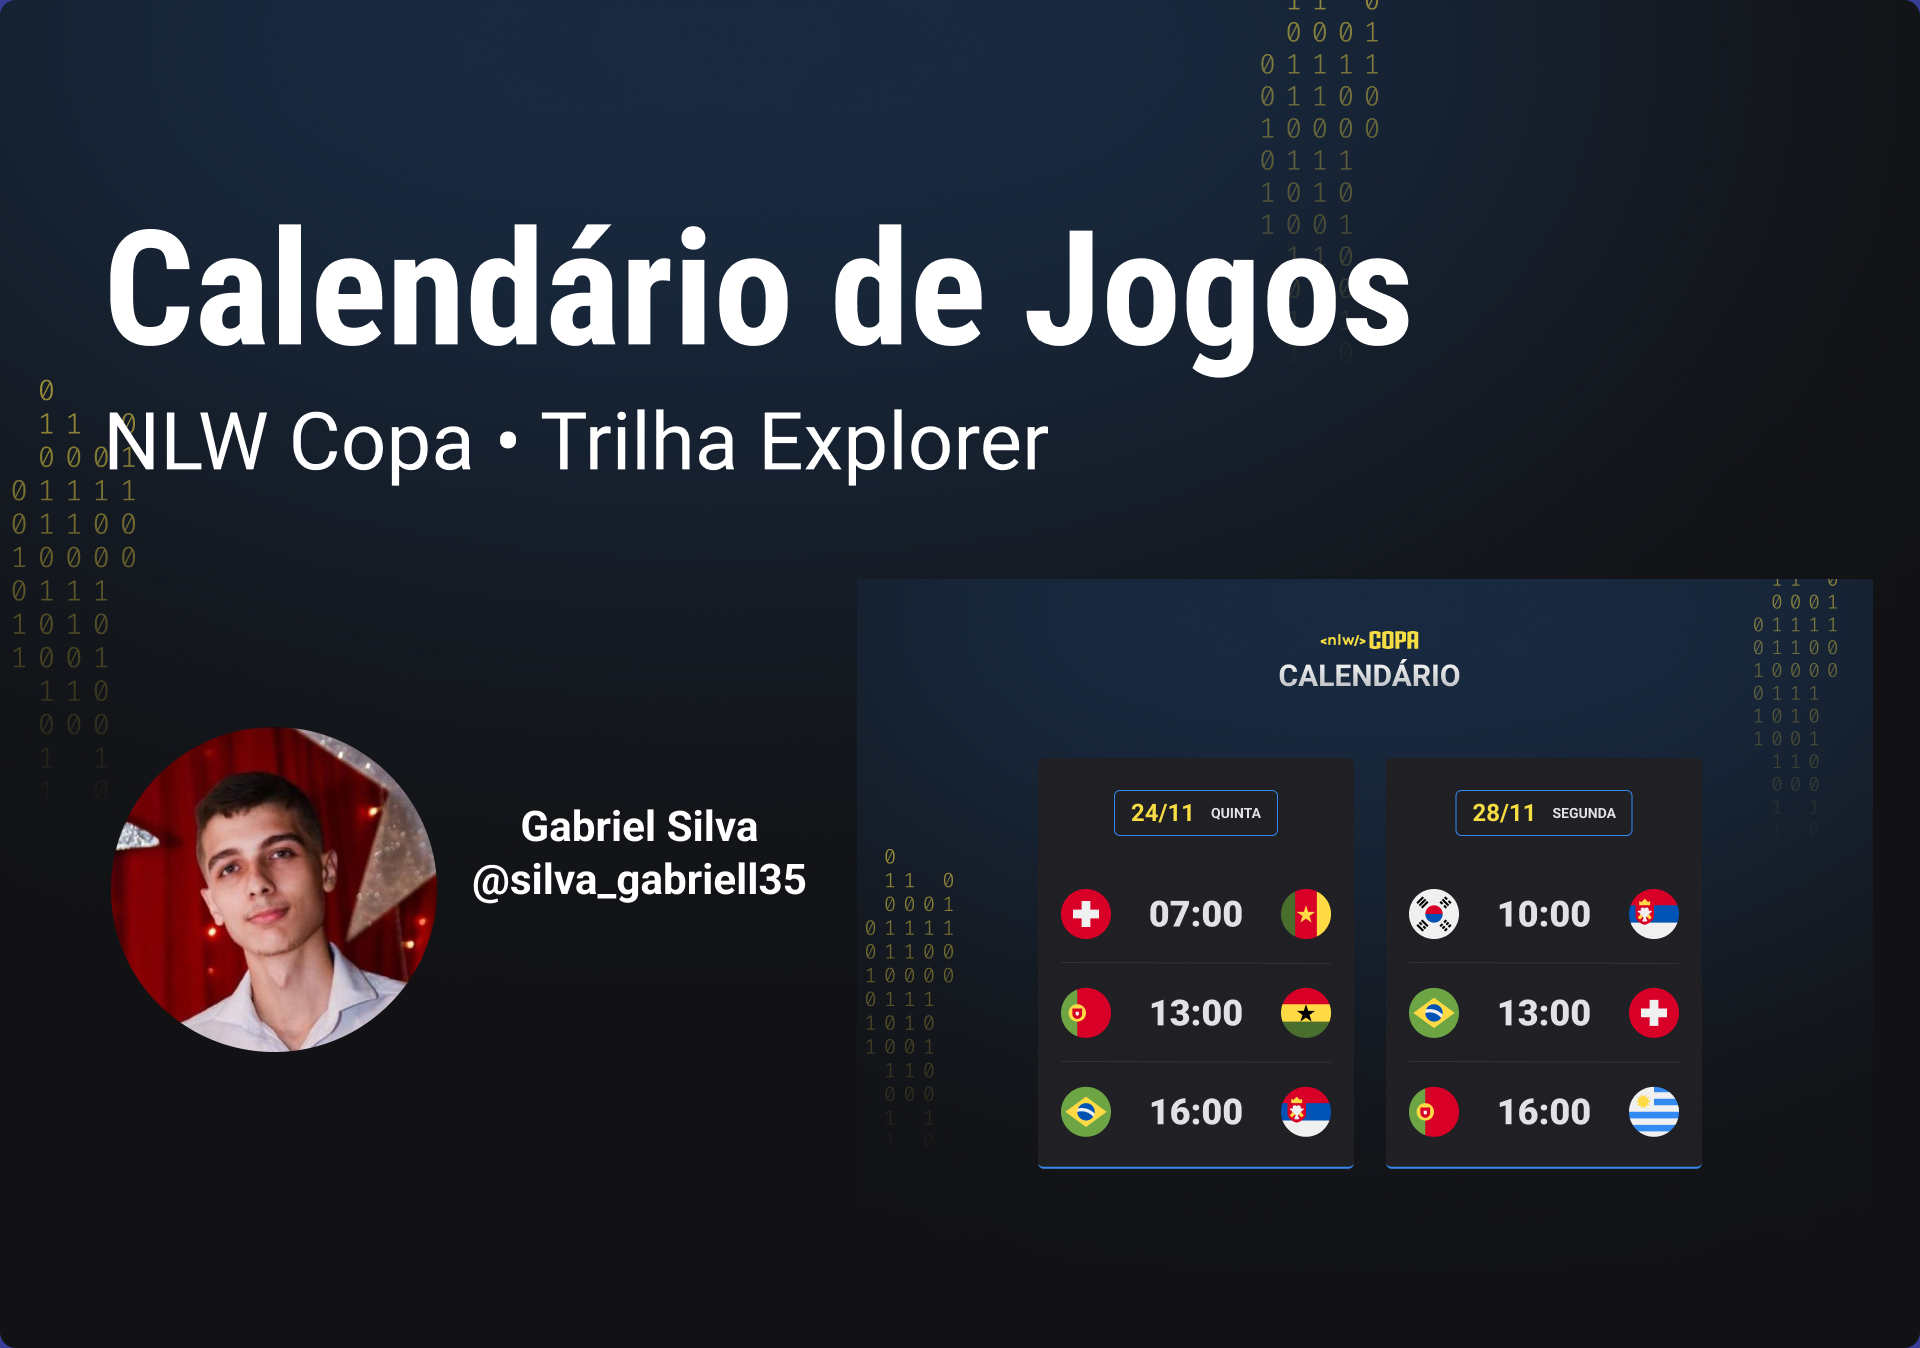 Calendário de Jogos
NLW Copa • Trilha Explorer
Gabriel Silva
@silva_gabriell35
<nlw/> COPA
CALENDÁRIO
24/11 QUINTA
07:00
13:00
16:00
28/11 SEGUNDA
10:00
13:00
16:00